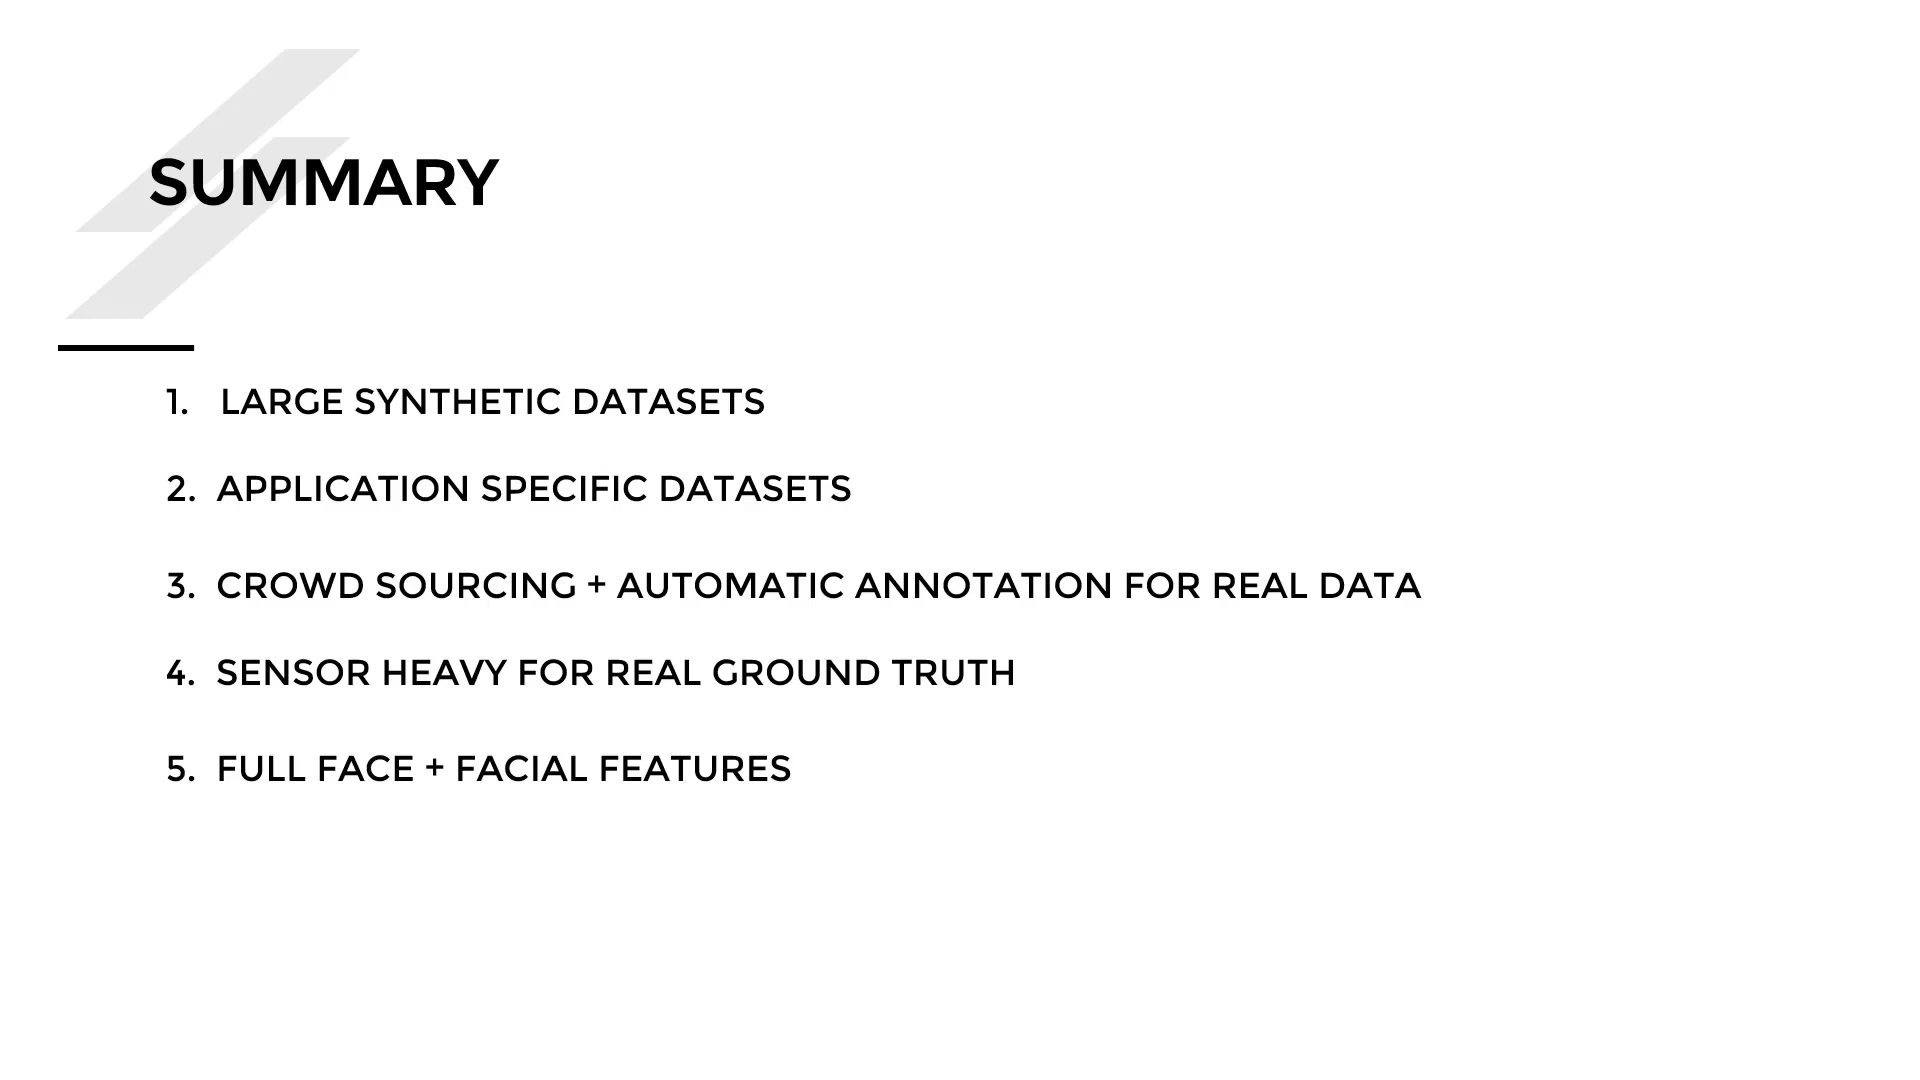 SUMMARY
1. LARGE SYNTHETIC DATASETS
2. APPLICATION SPECIFIC DATASETS
3. CROWD SOURCING + AUTOMATIC ANNOTATION FOR REAL DATA
4. SENSOR HEAVY FOR REAL GROUND TRUTH
5. FULL FACE + FACIAL FEATURES